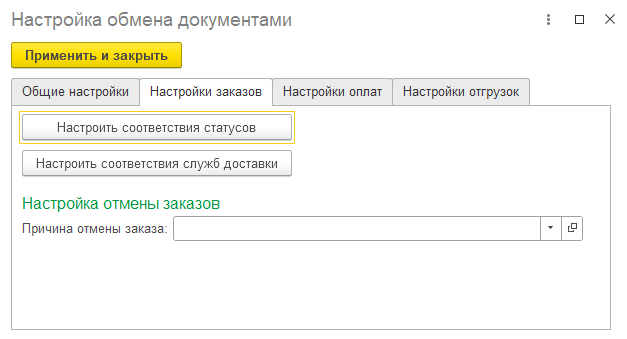 Настройка обмена документами
Применить и закрыть
Общие настройки Настройки заказов Настройки оплат Настройки отгрузок
Настроить соответствия статусов
Настроить соответствия служб доставки
Настройка отмены заказов
Причина отмены заказа: